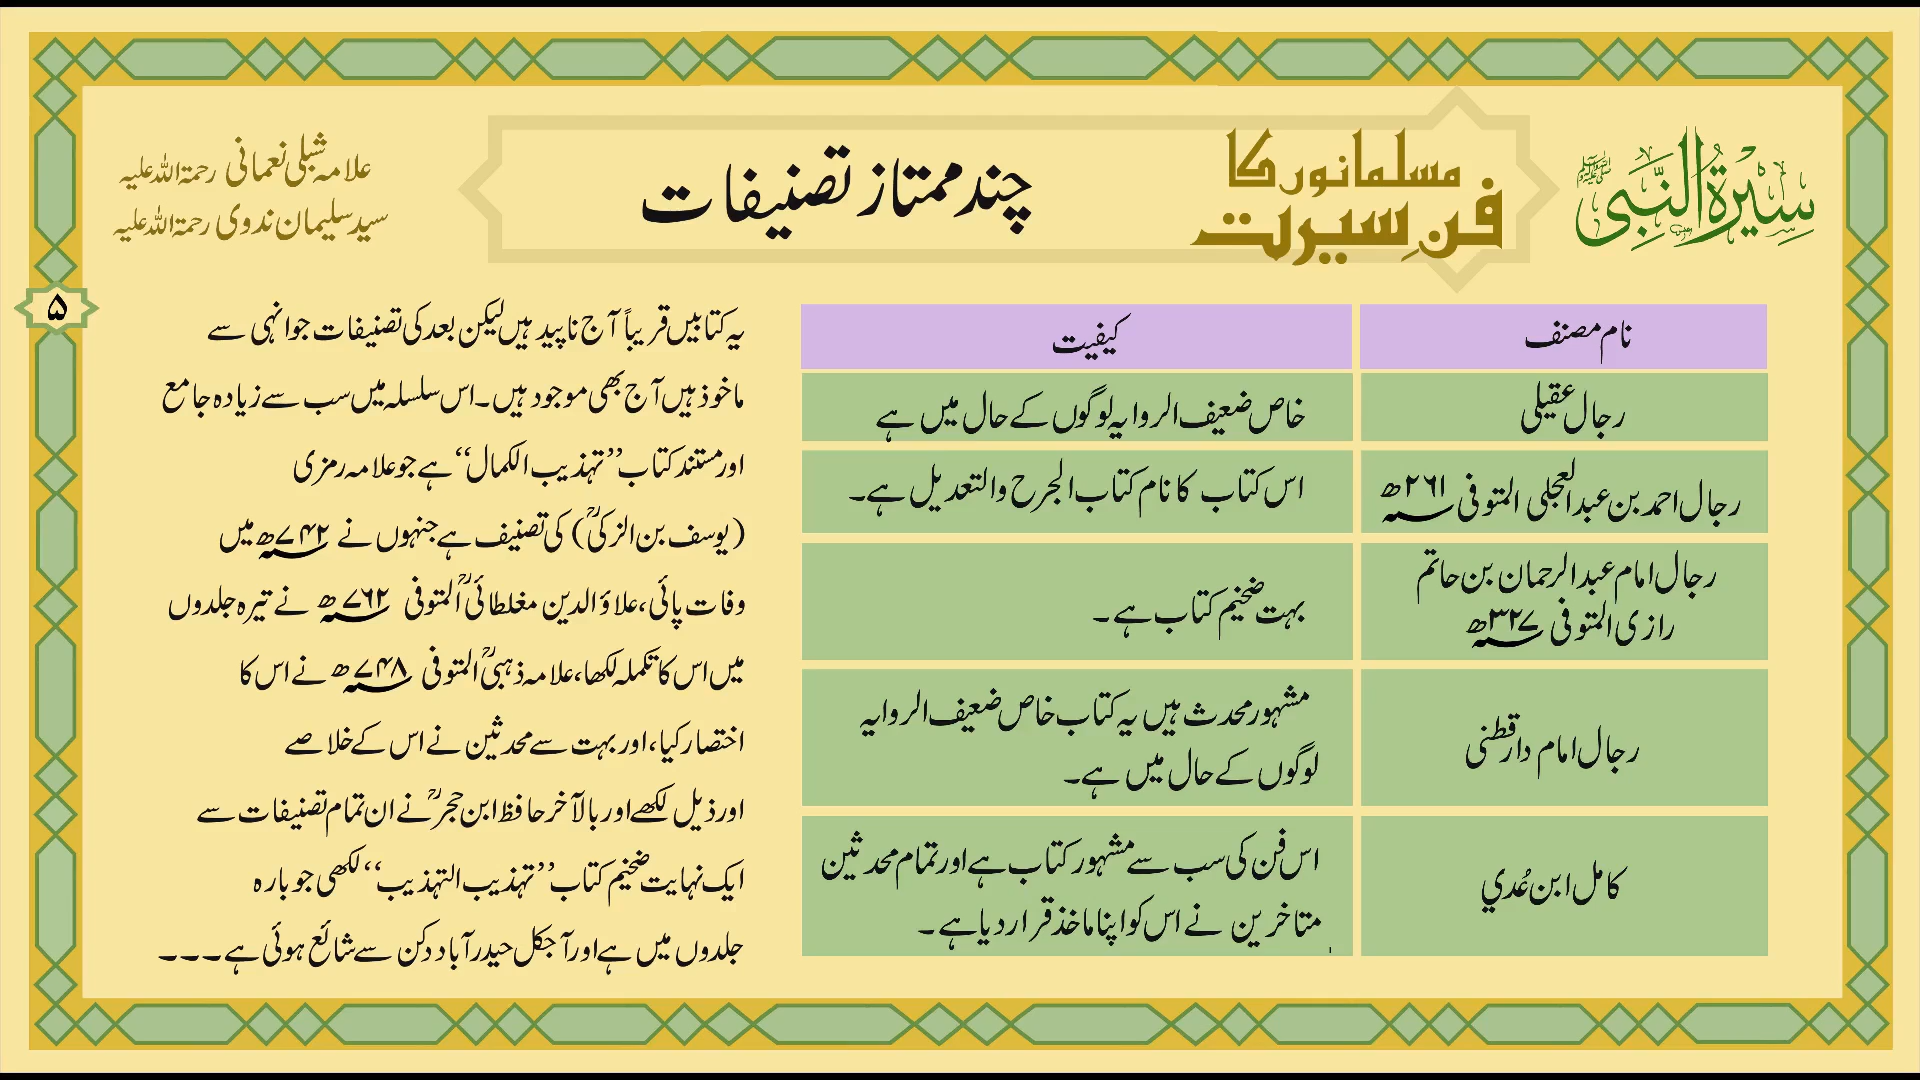 سِیْرَةُ النَّبِی ﷺ
مسلمانوں کا
فنِ سیرت
چند ممتاز تصنیفات
علامہ شبلی نعمانی رحمۃ اللہ علیہ
سید سلیمان ندوی رحمۃ اللہ علیہ
۵
نام مصنف	کیفیت
رجال عقیلی	خاص ضعیف الروایہ لوگوں کے حال میں ہے
رجال احمد بن عبدالعجلی المتوفی ۲۶۱ھ	اس کتاب کا نام کتاب الجرح والتعدیل ہے۔
رجال امام عبدالرحمان بن حاتم
رازی المتوفی ۳۲۷ھ	بہت ضخیم کتاب ہے۔
رجال امام دارقطنی	مشہور محدث ہیں یہ کتاب خاص ضعیف الروایہ
لوگوں کے حال میں ہے۔
کامل ابن عُدي	اس فن کی سب سے مشہور کتاب ہے اور تمام محدثین
متاخرین نے اس کو اپنا ماخذ قرار دیا ہے۔
یہ کتابیں قریباً آج ناپید ہیں لیکن بعد کی تصنیفات جو انہی سے
ماخوذ ہیں آج بھی موجود ہیں۔ اس سلسلہ میں سب سے زیادہ جامع
اور مستند کتاب ’’تہذیب الکمال‘‘ ہے جو علامہ رمزی
(یوسف بن الزکیؒ) کی تصنیف ہے جنہوں نے ۷۴۲ھ میں
وفات پائی، علاؤ الدین مغلطائیؒ المتوفی ۷۶۲ھ نے تیرہ جلدوں
میں اس کا تکملہ لکھا، علامہ ذہبیؒ المتوفی ۷۴۸ھ نے اس کا
اختصار کیا، اور بہت سے محدثین نے اس کے خلاصے
اور ذیل لکھے اور بالآخر حافظ ابن حجرؒ نے ان تمام تصنیفات سے
ایک نہایت ضخیم کتاب ’’تہذیب التہذیب‘‘ لکھی جو بارہ
جلدوں میں ہے اور آجکل حیدرآباد دکن سے شائع ہوئی ہے۔۔۔۔